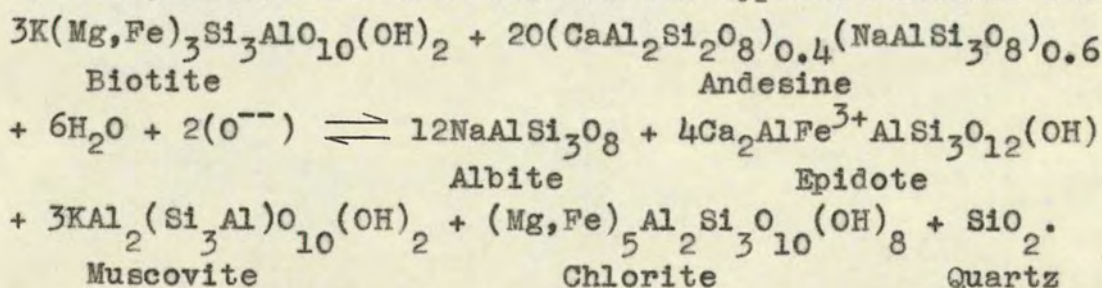 3K(Mg,Fe)₃Si₃AlO₁₀(OH)₂ + 20(CaAl₂Si₂O₈)₀.₄(NaAlSi₃O₈)₀.₆
Biotite Andesine
+ 6H₂O + 2(O⁻⁻) ⇌ 12NaAlSi₃O₈ + 4Ca₂AlFe³⁺AlSi₃O₁₂(OH)
Albite Epidote
+ 3KAl₂(Si₃Al)O₁₀(OH)₂ + (Mg,Fe)₅Al₂Si₃O₁₀(OH)₈ + SiO₂.
Muscovite Chlorite Quartz